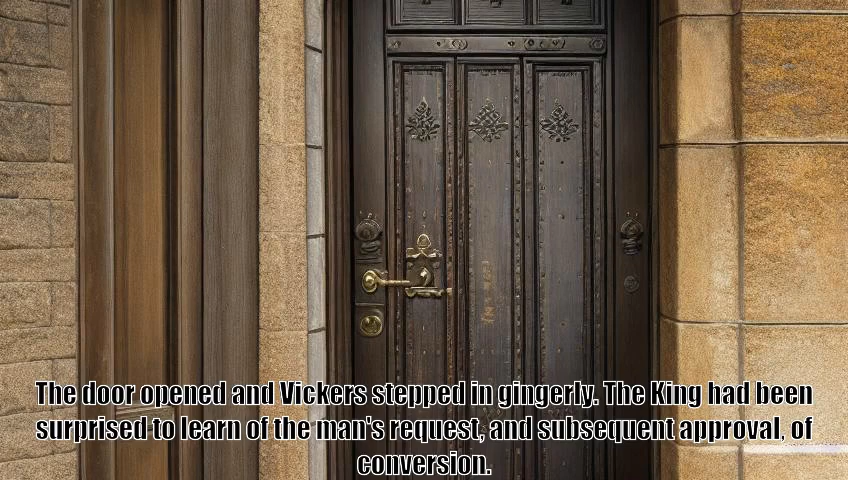 The door opened and Vickers stepped in gingerly. The King had been
surprised to learn of the man's request, and subsequent approval, of
conversion.